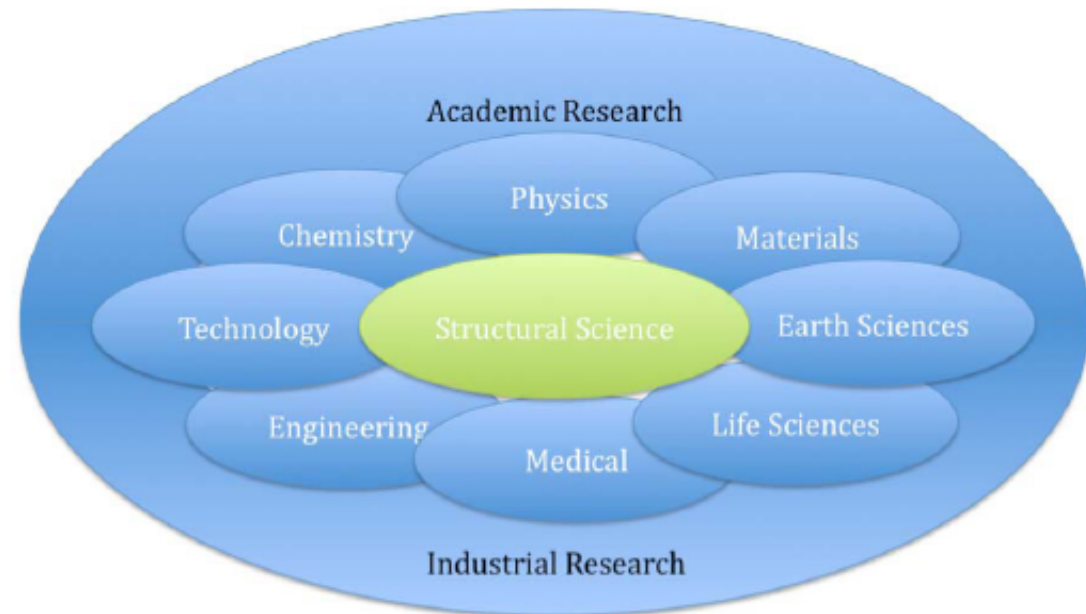 Academic Research
Physics
Chemistry
Materials
Technology
Structural Science
Earth Sciences
Engineering
Life Sciences
Medical
Industrial Research